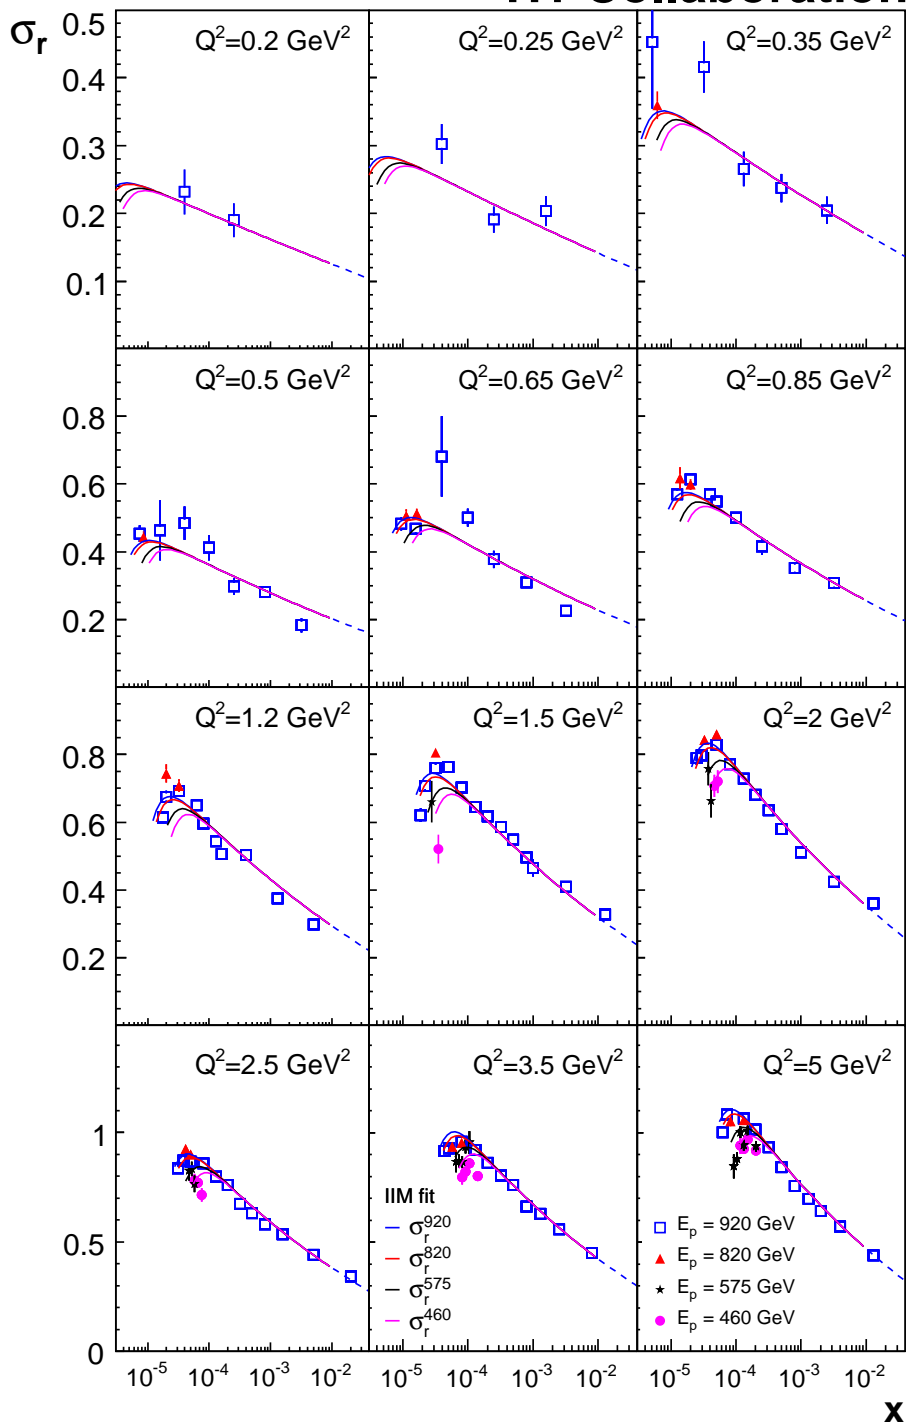 σr
Q²=0.2 GeV²
Q²=0.25 GeV²
Q²=0.35 GeV²
0.5
0.4
0.3
0.2
0.1
Q²=0.5 GeV²
Q²=0.65 GeV²
Q²=0.85 GeV²
0.8
0.6
0.4
0.2
Q²=1.2 GeV²
Q²=1.5 GeV²
Q²=2 GeV²
0.8
0.6
0.4
0.2
Q²=2.5 GeV²
Q²=3.5 GeV²
Q²=5 GeV²
1
0.5
0
IIM fit
σr⁹²⁰
σr⁸²⁰
σr⁵⁷⁵
σr⁴⁶⁰
Ep = 920 GeV
Ep = 820 GeV
Ep = 575 GeV
Ep = 460 GeV
10⁻⁵ 10⁻⁴ 10⁻³ 10⁻² 10⁻⁵ 10⁻⁴ 10⁻³ 10⁻² 10⁻⁵ 10⁻⁴ 10⁻³ 10⁻²
x